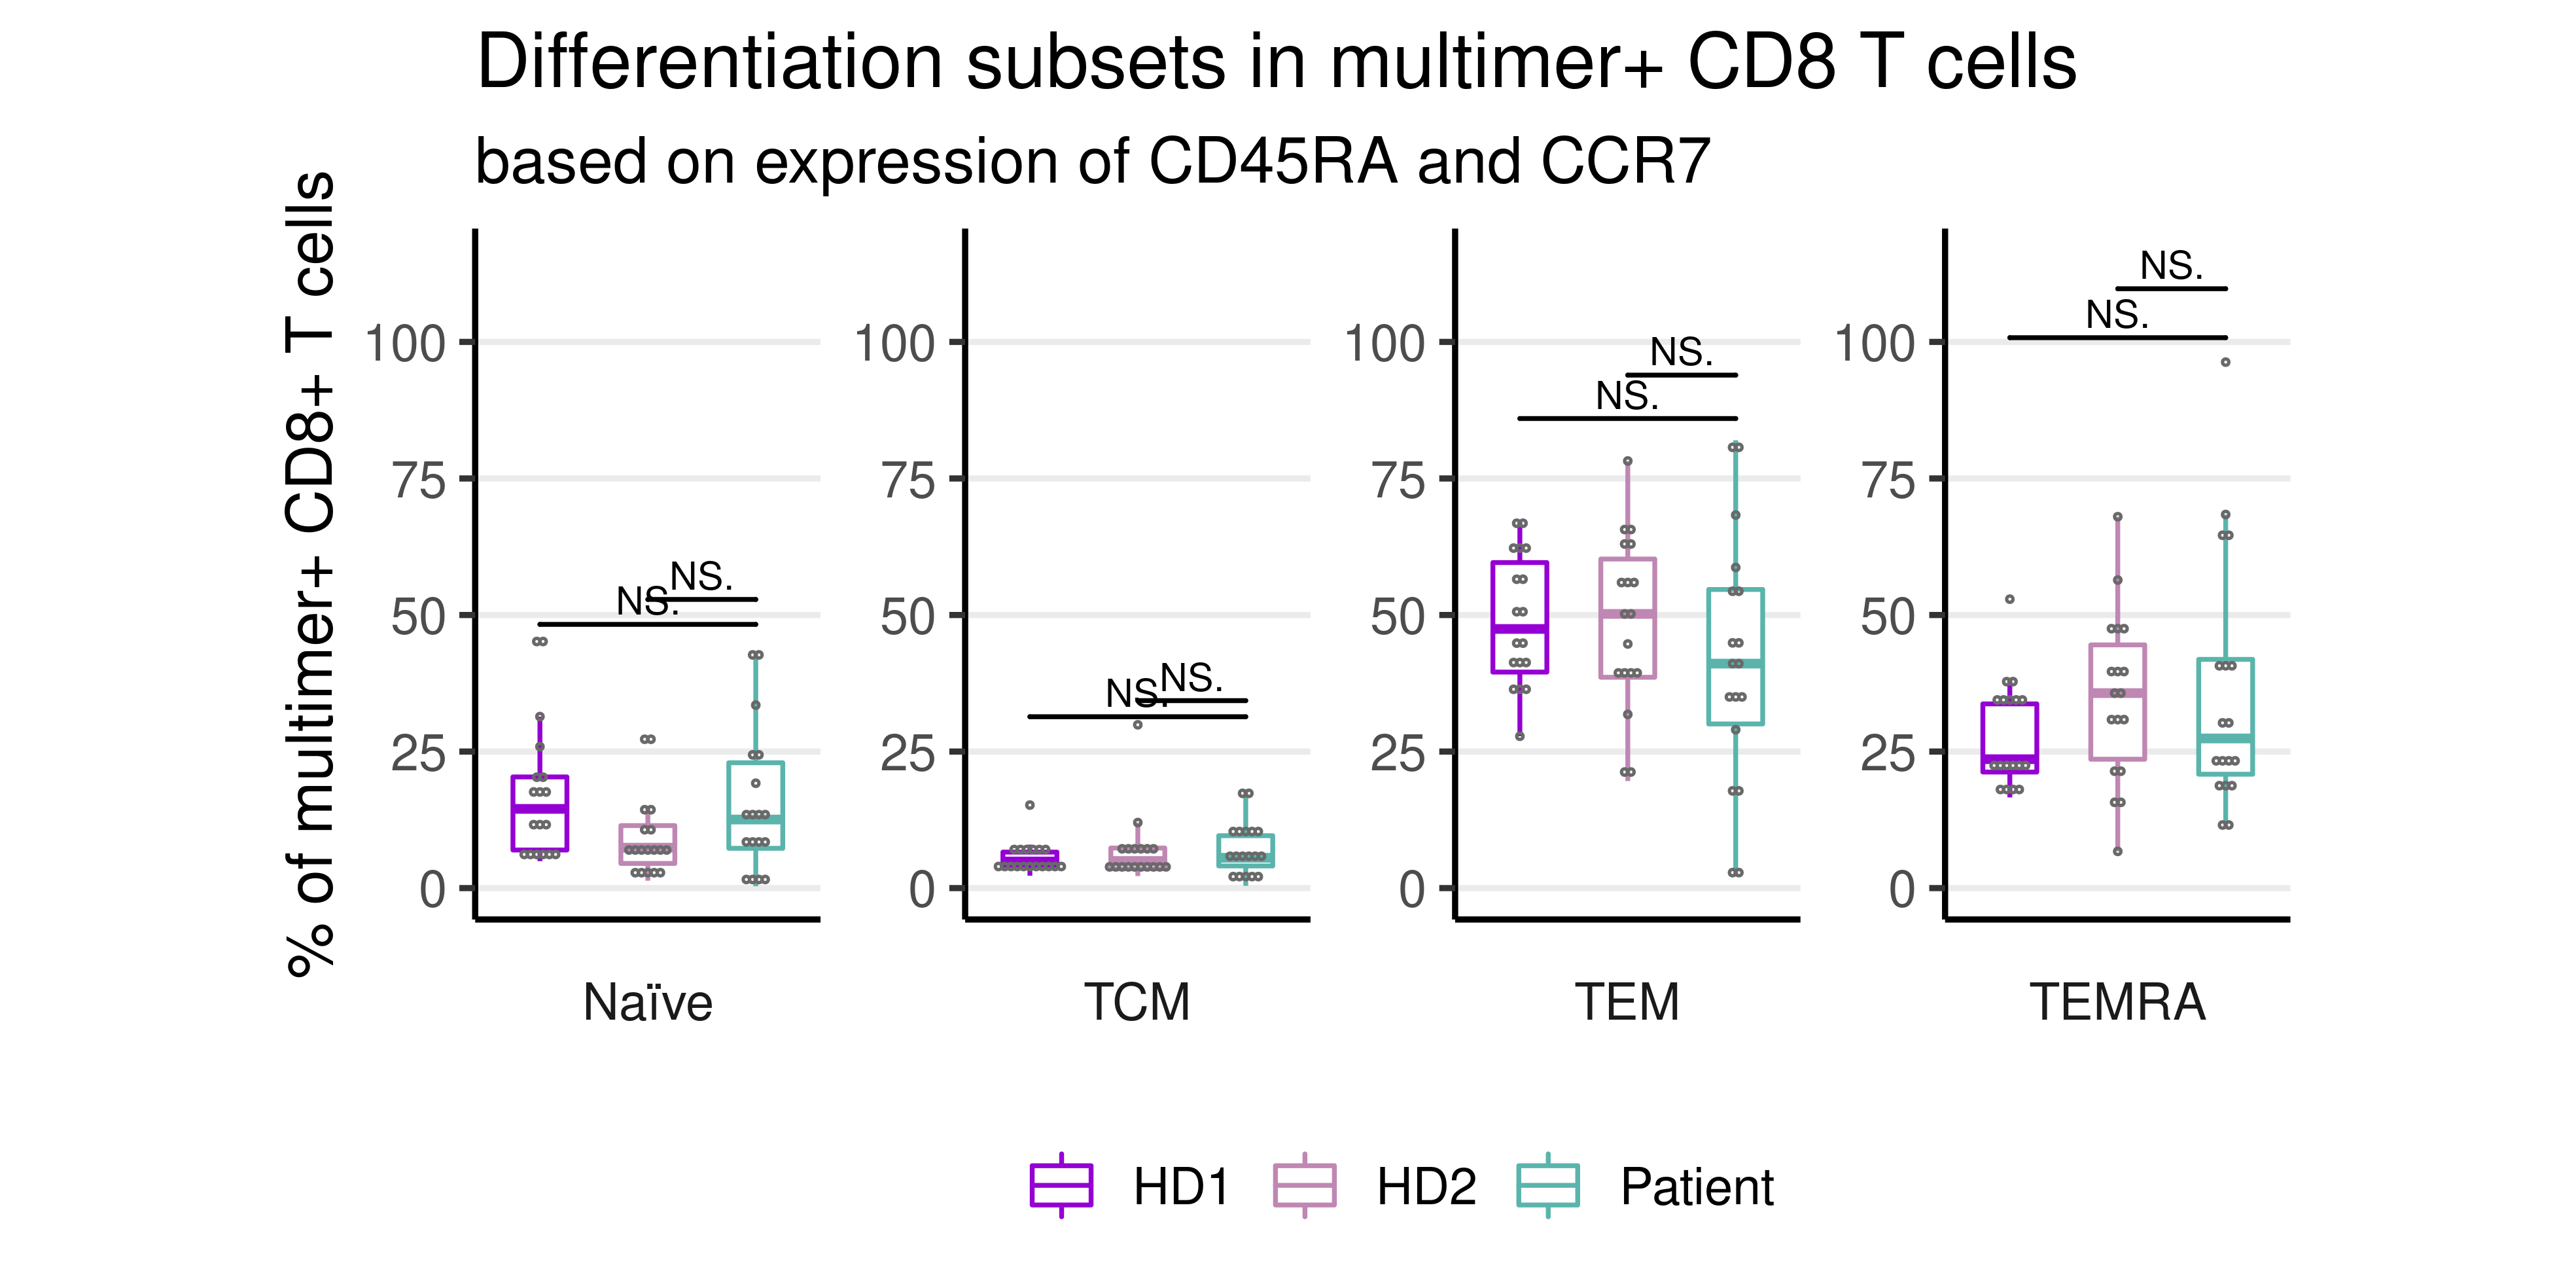 Differentiation subsets in multimer+ CD8 T cells
based on expression of CD45RA and CCR7
% of multimer+ CD8+ T cells
100
75
50
25
0
NS.
NS.
Naïve
100
75
50
25
0
NS.
NS.
TCM
100
75
50
25
0
NS.
NS.
TEM
100
75
50
25
0
NS.
NS.
TEMRA
HD1 HD2 Patient